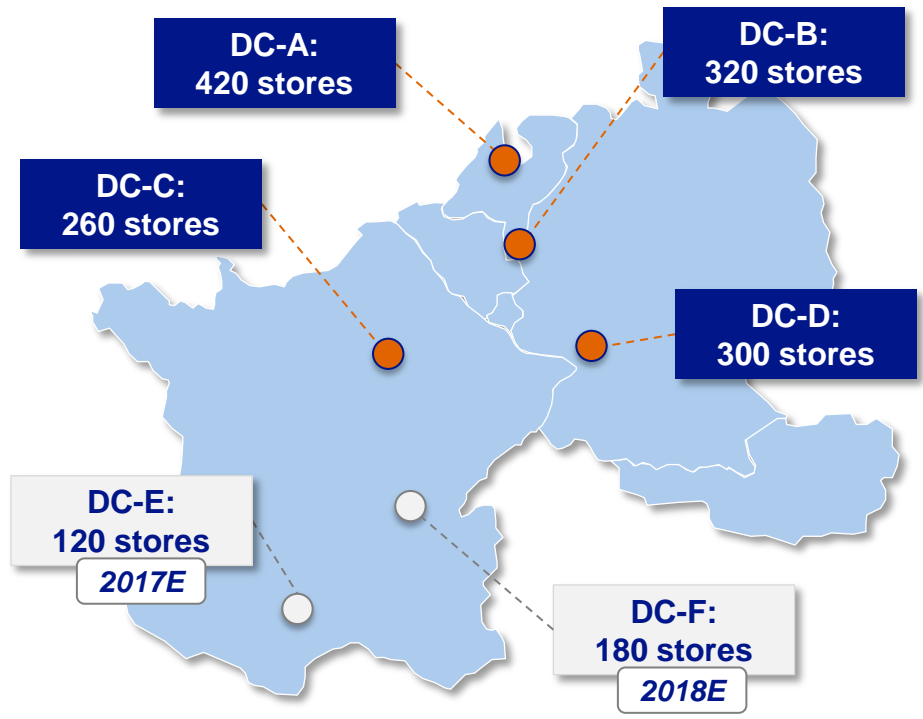 DC-A:
420 stores
DC-B:
320 stores
DC-C:
260 stores
DC-D:
300 stores
DC-E:
120 stores
2017E
DC-F:
180 stores
2018E